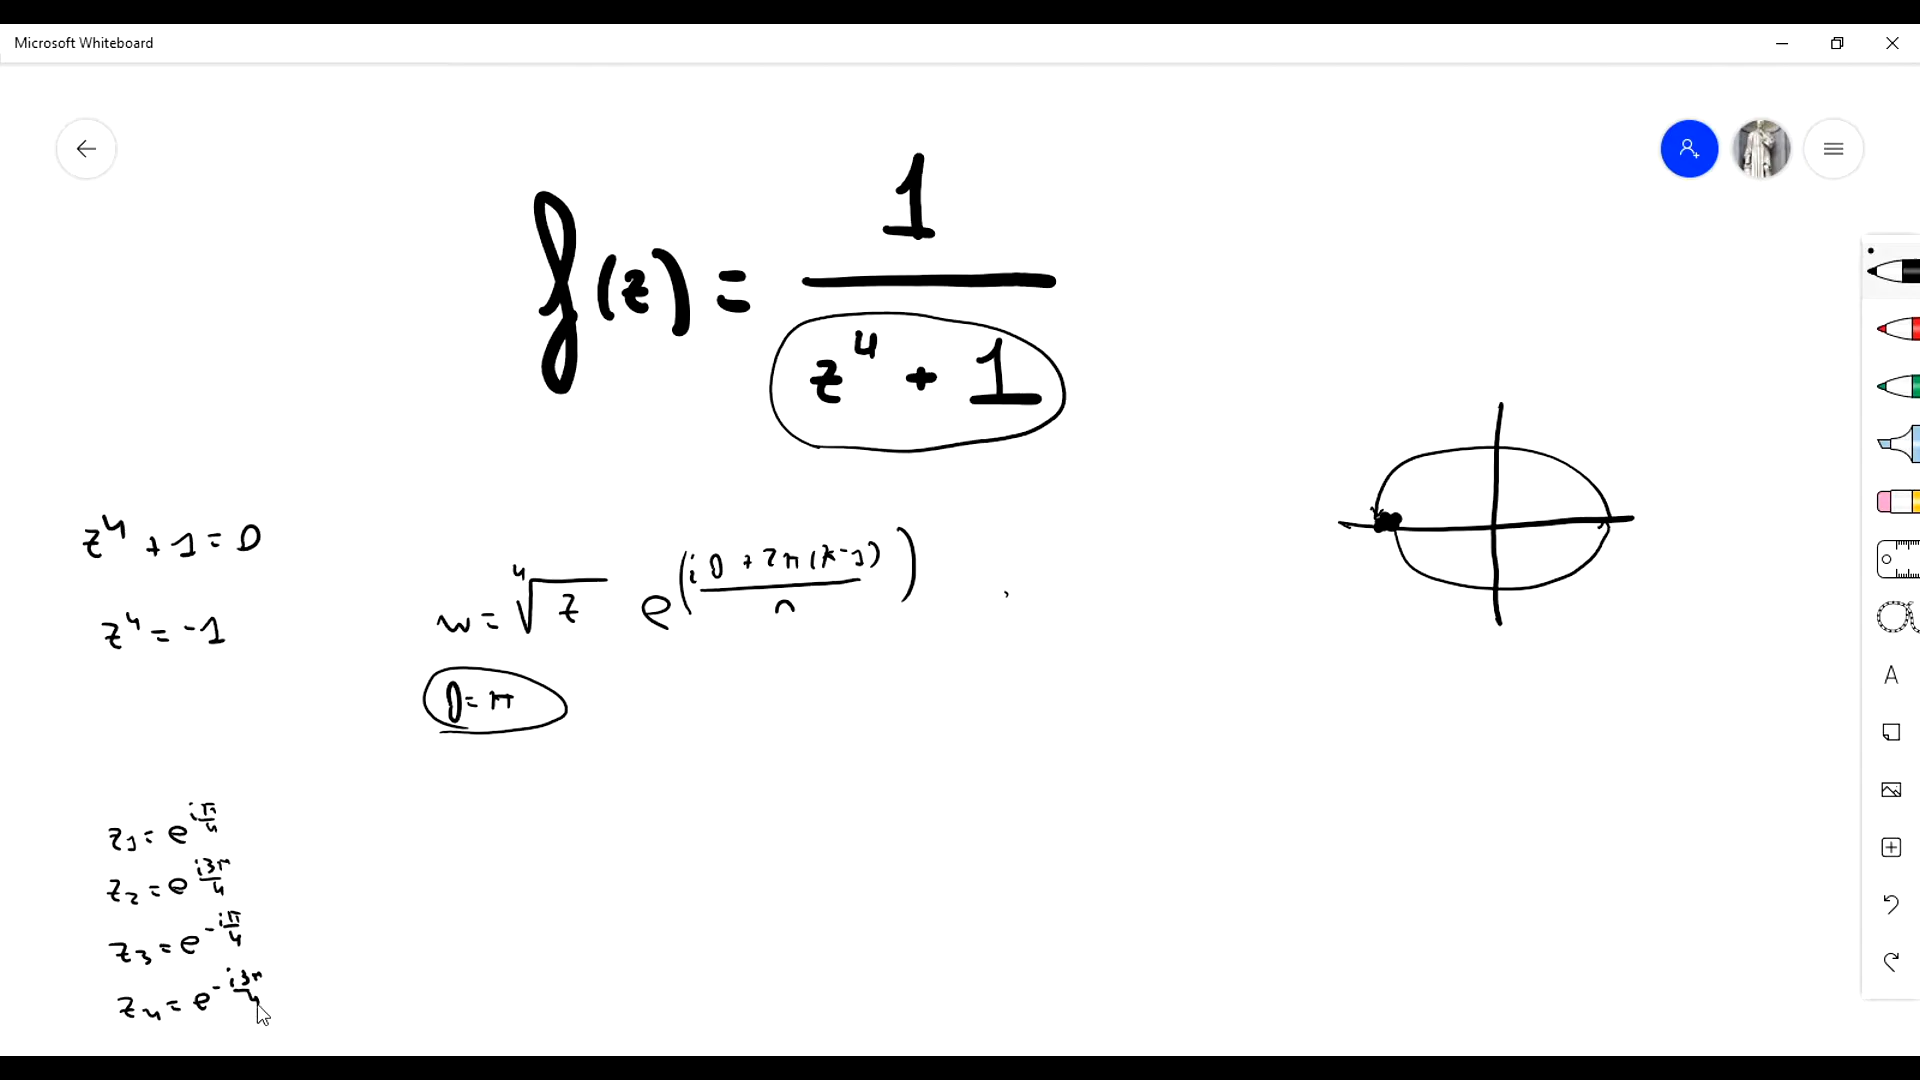 Microsoft Whiteboard
f(z) = 1 / (z⁴ + 1)
z⁴ + 1 = 0
z⁴ = -1
w = ⁴√z e^(i (θ + 2π(k-1)) / n)
θ = π
z₁ = e^(iπ/4)
z₂ = e^(i3π/4)
z₃ = e^(-iπ/4)
z₄ = e^(-i3π/4)
A